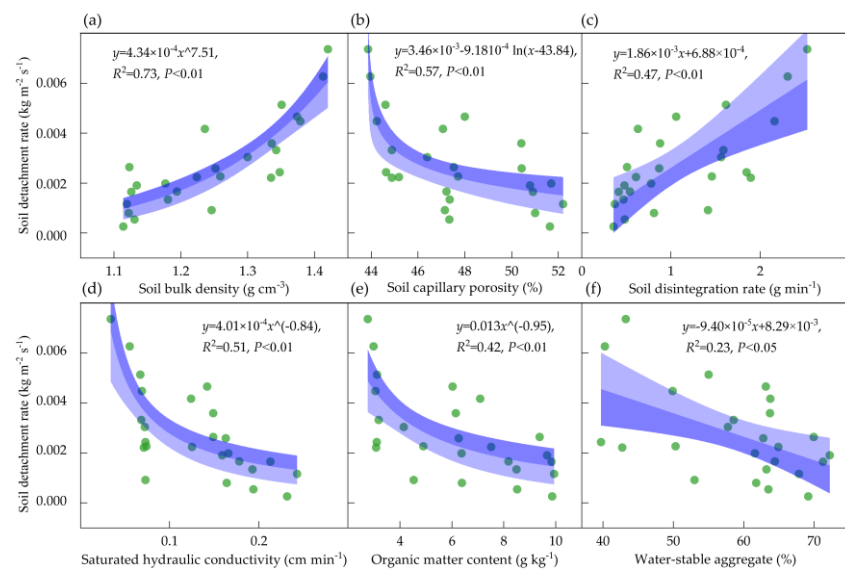 (a)
(b)
(c)
y=4.34×10⁻⁴x^7.51,
R²=0.73, P<0.01
y=3.46×10⁻³-9.1810⁻⁴ ln(x-43.84),
R²=0.57, P<0.01
y=1.86×10⁻³x+6.88×10⁻⁴,
R²=0.47, P<0.01
Soil detachment rate (kg m⁻² s⁻¹)
0.006
0.004
0.002
0.000
1.1 1.2 1.3 1.4
44 46 48 50 52
0 1 2
Soil bulk density (g cm⁻³)
Soil capillary porosity (%)
Soil disintegration rate (g min⁻¹)
(d)
(e)
(f)
y=4.01×10⁻⁴x^(-0.84),
R²=0.51, P<0.01
y=0.013x^(-0.95),
R²=0.42, P<0.01
y=-9.40×10⁻⁵x+8.29×10⁻³,
R²=0.23, P<0.05
Soil detachment rate (kg m⁻² s⁻¹)
0.006
0.004
0.002
0.000
0.1 0.2
4 6 8 10
40 50 60 70
Saturated hydraulic conductivity (cm min⁻¹)
Organic matter content (g kg⁻¹)
Water-stable aggregate (%)